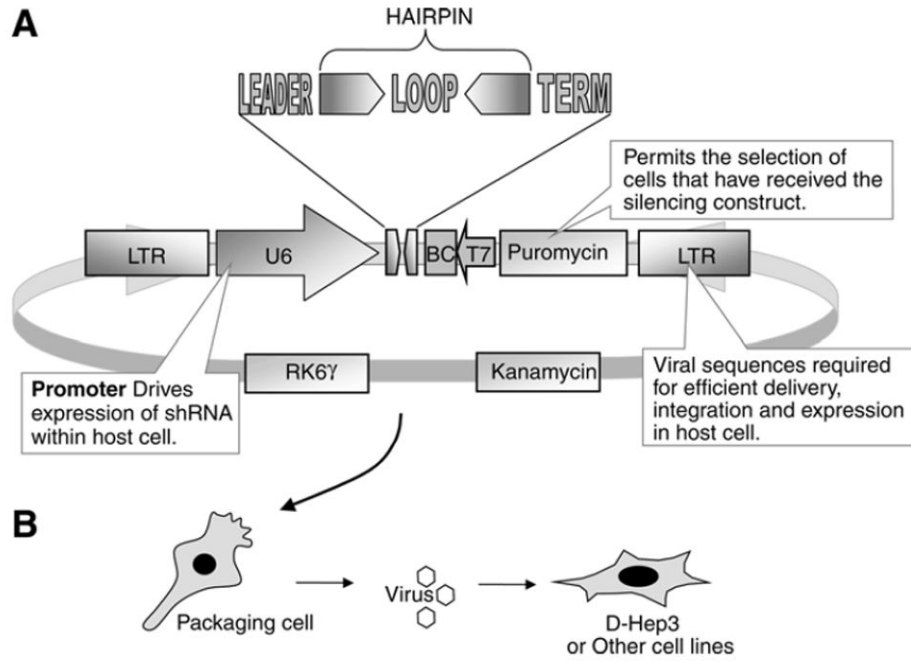 A
HAIRPIN
LEADER LOOP TERM
Permits the selection of
cells that have received the
silencing construct.
LTR U6 BC T7 Puromycin LTR
RK6γ Kanamycin
Promoter Drives
expression of shRNA
within host cell.
Viral sequences required
for efficient delivery,
integration and expression
in host cell.
B
Packaging cell
Virus
D-Hep3
or Other cell lines